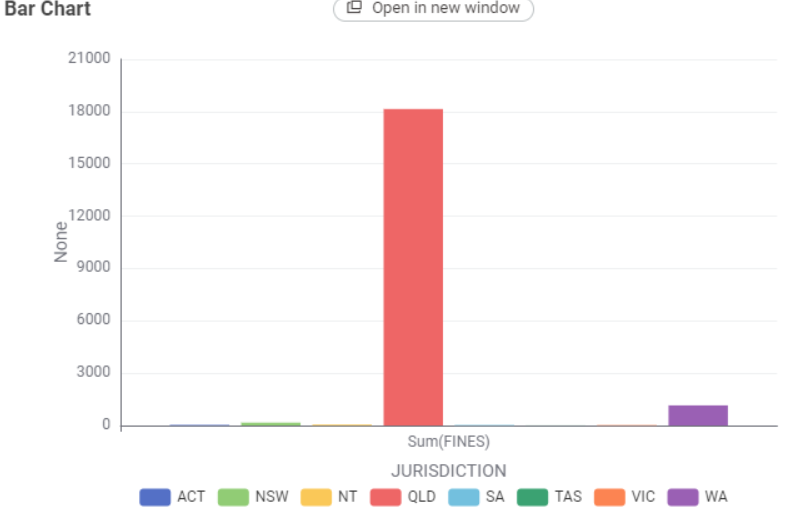 Bar Chart
Open in new window
21000
18000
15000
12000
9000
6000
3000
0
None
Sum(FINES)
JURISDICTION
ACT NSW NT QLD SA TAS VIC WA